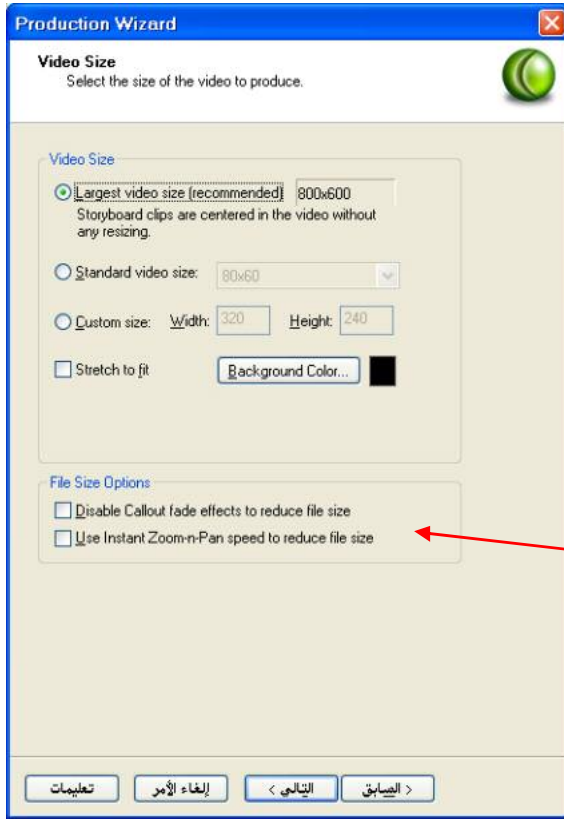 Production Wizard
Video Size
Select the size of the video to produce.
Video Size
Largest video size (recommended) 800x600
Storyboard clips are centered in the video without
any resizing.
Standard video size: 80x60
Custom size: Width: 320 Height: 240
Stretch to fit Background Color...
File Size Options
Disable Callout fade effects to reduce file size
Use Instant Zoom-n-Pan speed to reduce file size
< السابق التالي > إلغاء الأمر تعليمات